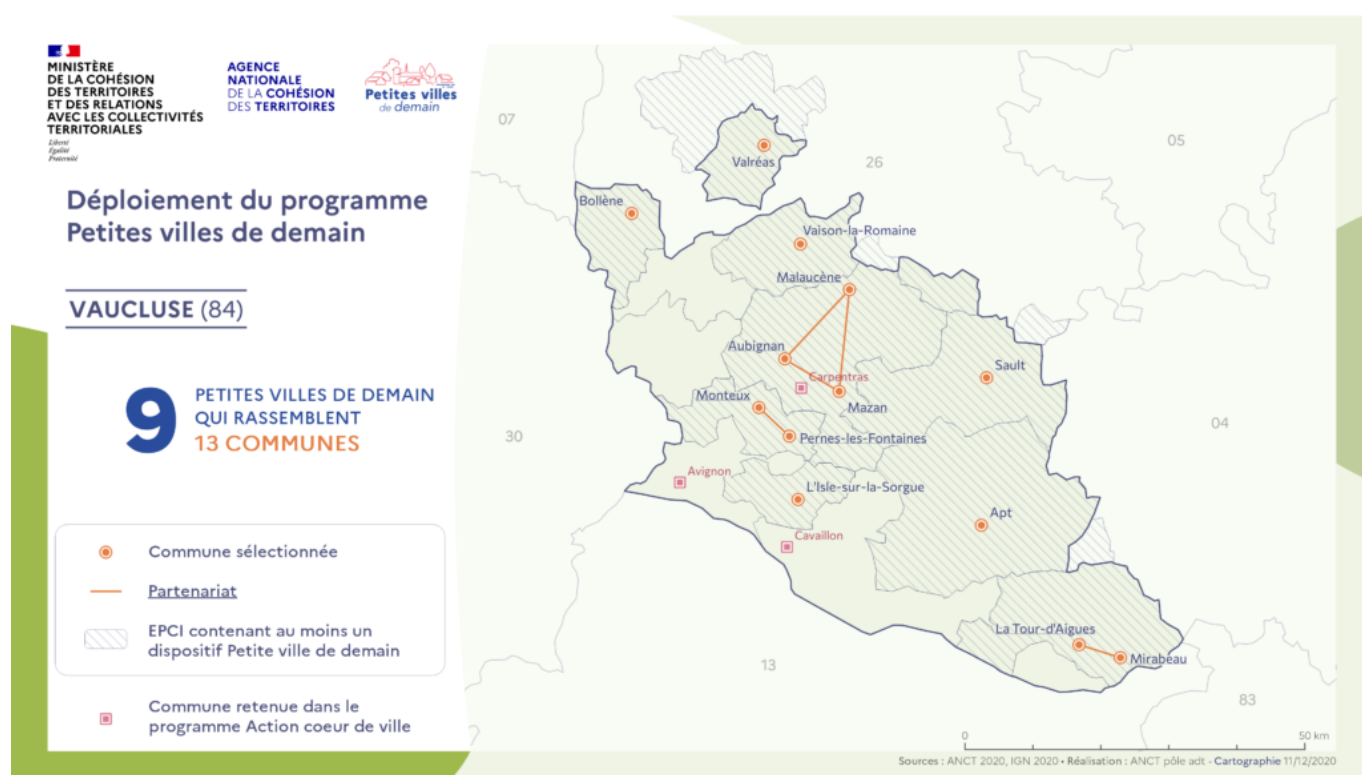 MINISTÈRE
DE LA COHÉSION
DES TERRITOIRES
ET DES RELATIONS
AVEC LES COLLECTIVITÉS
TERRITORIALES
Liberté
Égalité
Fraternité
AGENCE
NATIONALE
DE LA COHÉSION
DES TERRITOIRES
Petites villes
de demain
Déploiement du programme
Petites villes de demain
VAUCLUSE (84)
9
PETITES VILLES DE DEMAIN
QUI RASSEMBLENT
13 COMMUNES
Commune sélectionnée
Partenariat
EPCI contenant au moins un
dispositif Petite ville de demain
Commune retenue dans le
programme Action coeur de ville
07
05
26
Valréas
Bollène
Vaison-la-Romaine
Malaucène
Aubignan
Sault
Carpentras
Monteux
Mazan
04
30
Pernes-les-Fontaines
Avignon
L'Isle-sur-la-Sorgue
Apt
Cavaillon
La Tour-d'Aigues
Mirabeau
13
83
0
50 km
Sources : ANCT 2020, IGN 2020 • Réalisation : ANCT pôle adt - Cartographie 11/12/2020